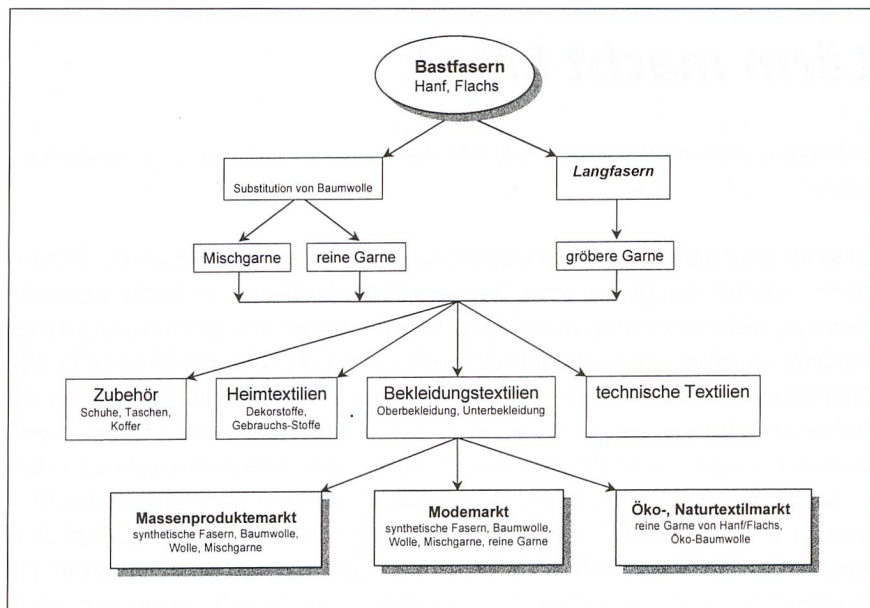 Bastfasern
Hanf, Flachs
Substitution von Baumwolle
Langfasern
Mischgarne
reine Garne
gröbere Garne
Zubehör
Schuhe, Taschen,
Koffer
Heimtextilien
Dekorstoffe,
Gebrauchs-Stoffe
Bekleidungstextilien
Oberbekleidung, Unterbekleidung
technische Textilien
Massenproduktemarkt
synthetische Fasern, Baumwolle,
Wolle, Mischgarne
Modemarkt
synthetische Fasern, Baumwolle,
Wolle, Mischgarne, reine Garne
Öko-, Naturtextilmarkt
reine Garne von Hanf/Flachs,
Öko-Baumwolle